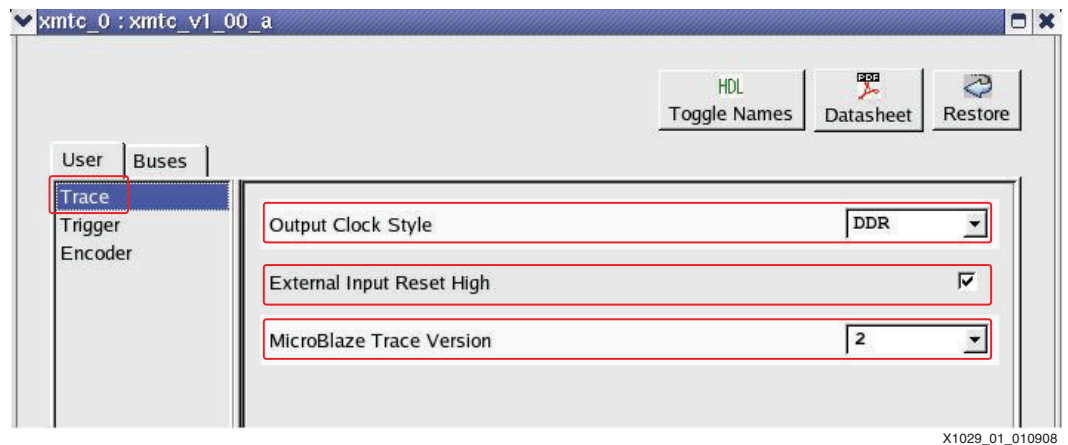 xmtc_0 : xmtc_v1_00_a
HDL
Toggle Names
PDF
Datasheet
Restore
User
Buses
Trace
Trigger
Encoder
Output Clock Style
DDR
External Input Reset High
MicroBlaze Trace Version
2
X1029_01_010908